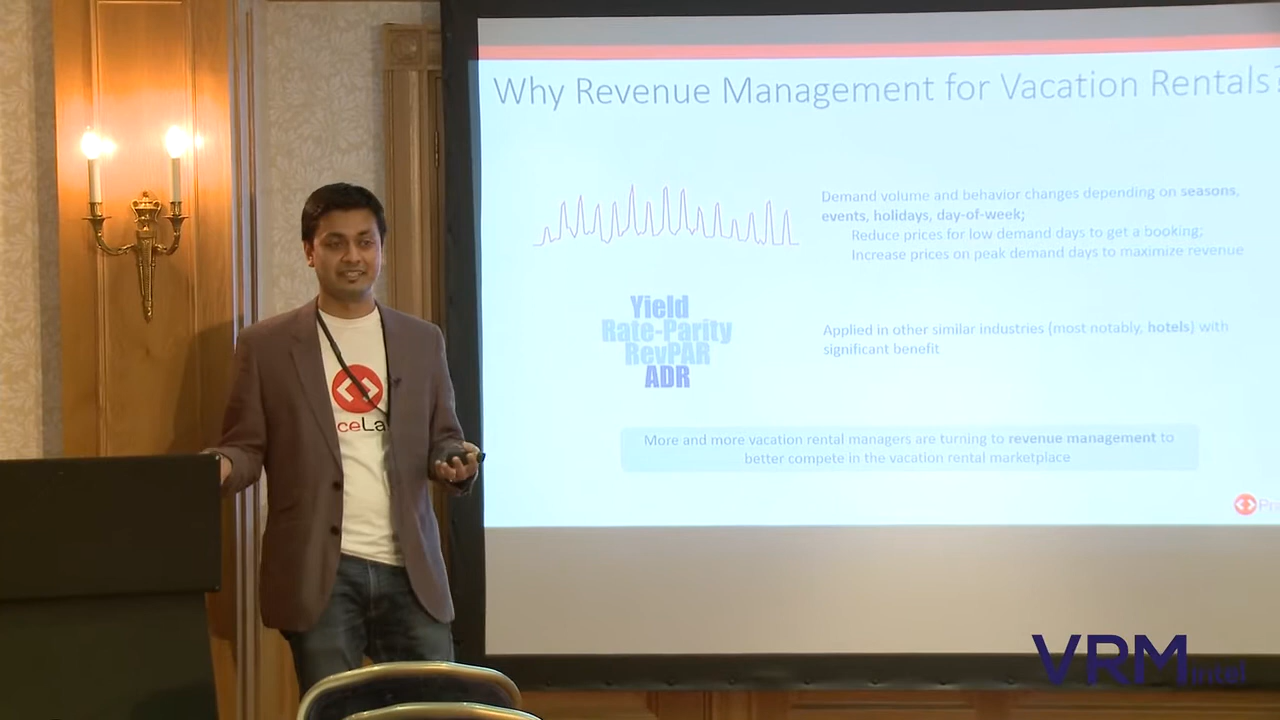 Why Revenue Management for Vacation Rentals?
Demand volume and behavior changes depending on seasons,
events, holidays, day-of-week;
Reduce prices for low demand days to get a booking;
Increase prices on peak demand days to maximize revenue
Yield
Rate-Parity
RevPAR
ADR
Applied in other similar industries (most notably, hotels) with
significant benefit
More and more vacation rental managers are turning to revenue management to
better compete in the vacation rental marketplace
ceLa
Pri
VRMintel